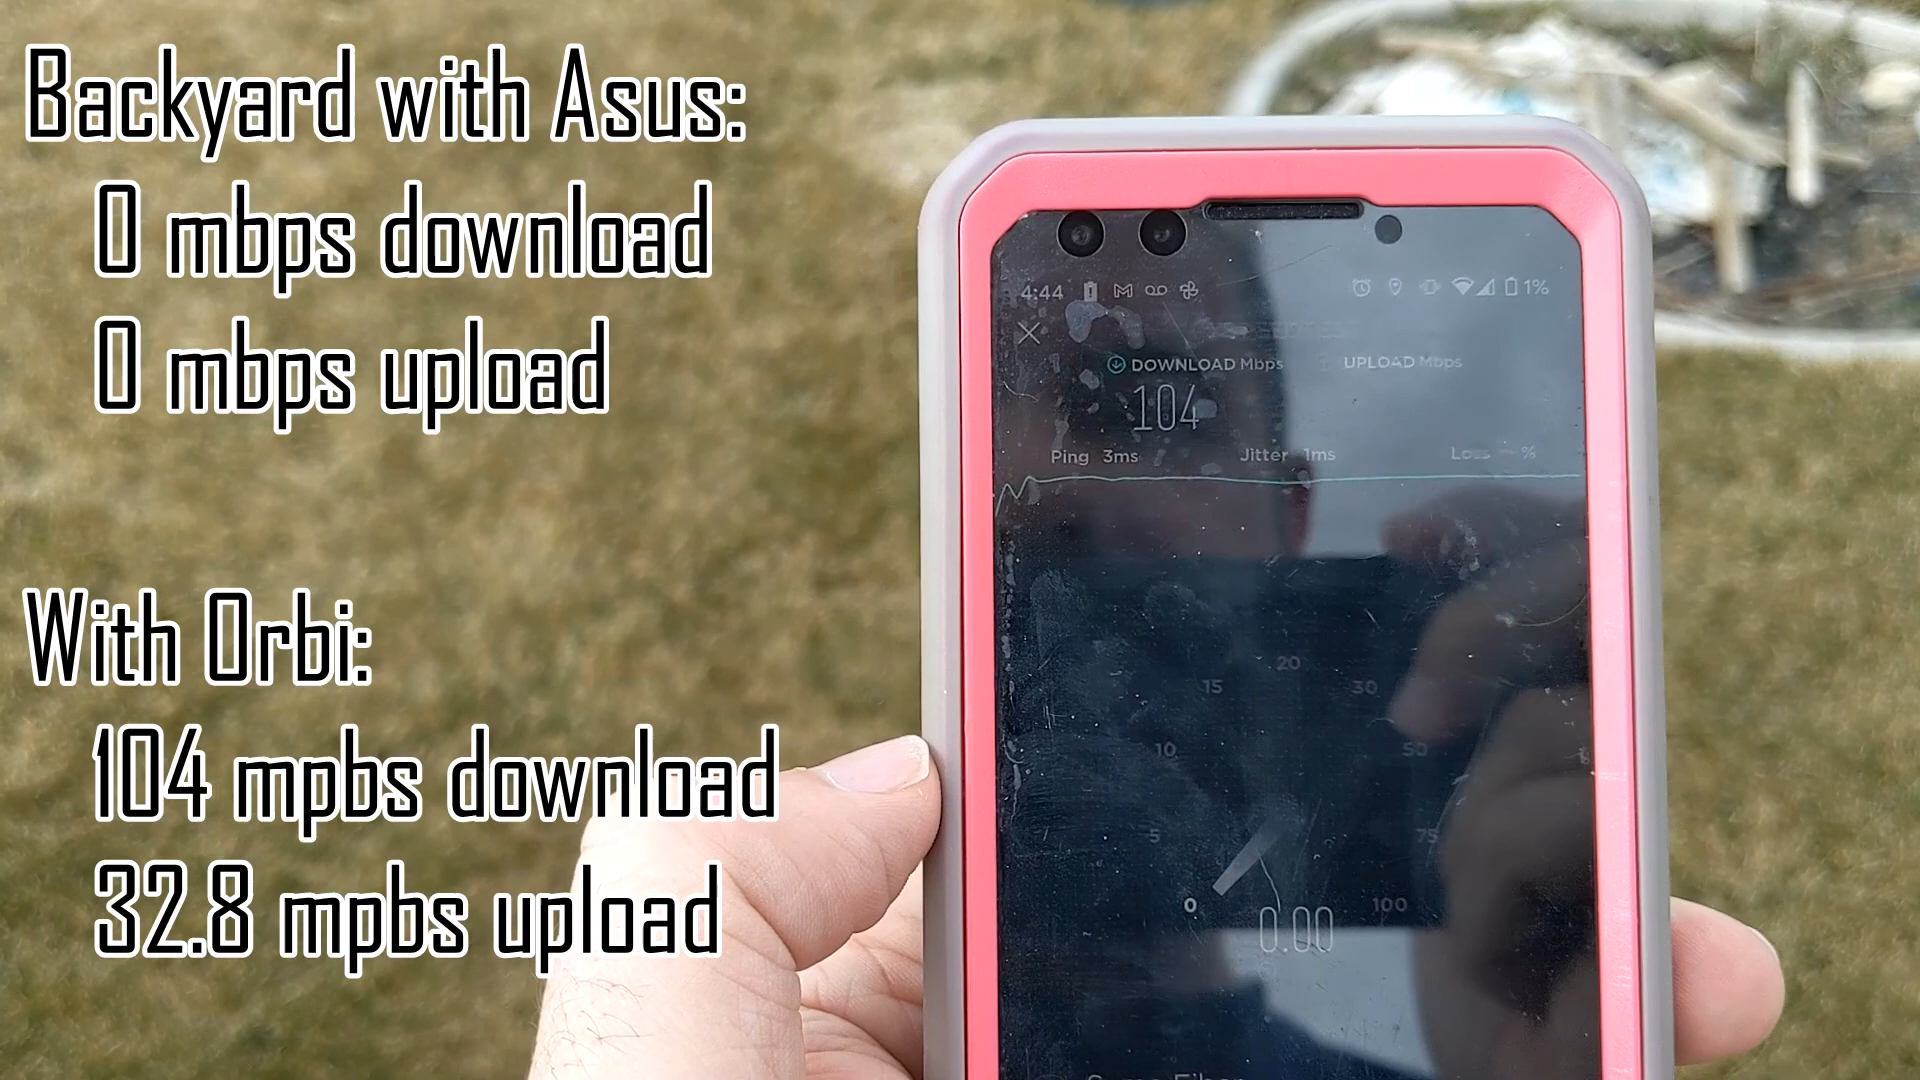 Backyard with Asus:
0 mbps download
0 mbps upload
With Orbi:
104 mpbs download
32.8 mpbs upload
4:44
1%
DOWNLOAD Mbps
UPLOAD Mbps
104
Ping 3ms
Jitter 1ms
Loss — %
20
15
30
10
50
5
75
0
100
0.00